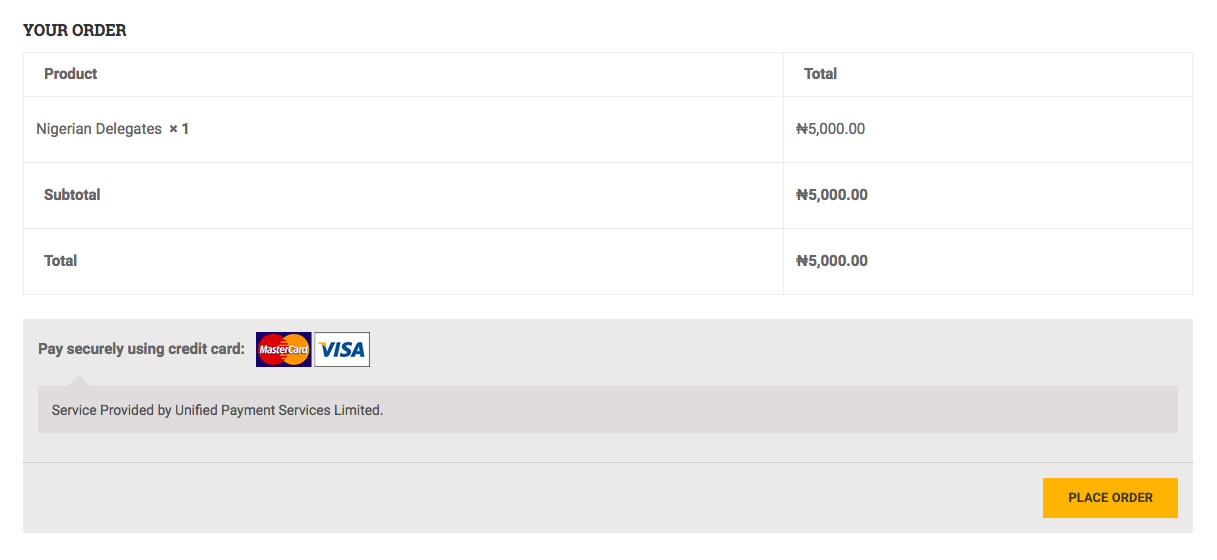 YOUR ORDER
Product Total
Nigerian Delegates × 1 ₦5,000.00
Subtotal ₦5,000.00
Total ₦5,000.00
Pay securely using credit card: MasterCard VISA
Service Provided by Unified Payment Services Limited.
PLACE ORDER